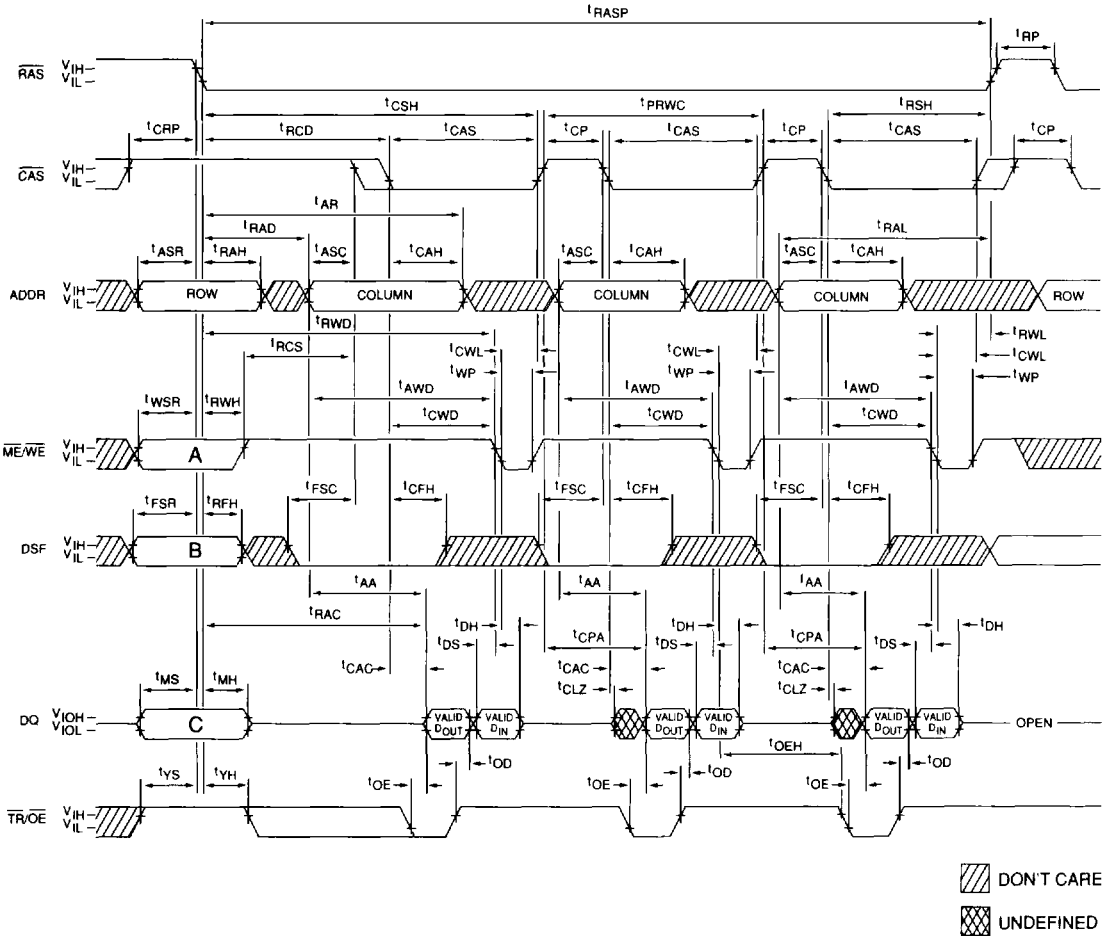 tRASP
tRP
RAS VIH VIL
tCSH tPRWC tRSH
tCRP tRCD tCAS tCP tCAS tCP tCAS tCP
CAS VIH VIL
tAR
tRAD tRAL
tASR tRAH tASC tCAH tASC tCAH tASC tCAH
ADDR VIH VIL ROW COLUMN COLUMN COLUMN ROW
tRWD tRWL
tRCS tCWL tCWL tCWL
tWP tWP tWP
tAWD tAWD tAWD
tWSR tRWH tCWD tCWD tCWD
ME/WE VIH VIL A
tFSR tRFH tFSC tCFH tFSC tCFH tFSC tCFH
DSF VIH VIL B
tAA tAA tAA
tRAC tDH tDH tDH
tDS tCPA tDS tCPA tDS
tCAC tCAC tCAC
tMS tMH tCLZ tCLZ
DQ VIOH VIOL C VALID DOUT VALID DIN VALID DOUT VALID DIN VALID DOUT VALID DIN OPEN
tOEH
tYS tYH tOE tOD tOE tOD tOE tOD
TR/OE VIH VIL
DON'T CARE
UNDEFINED